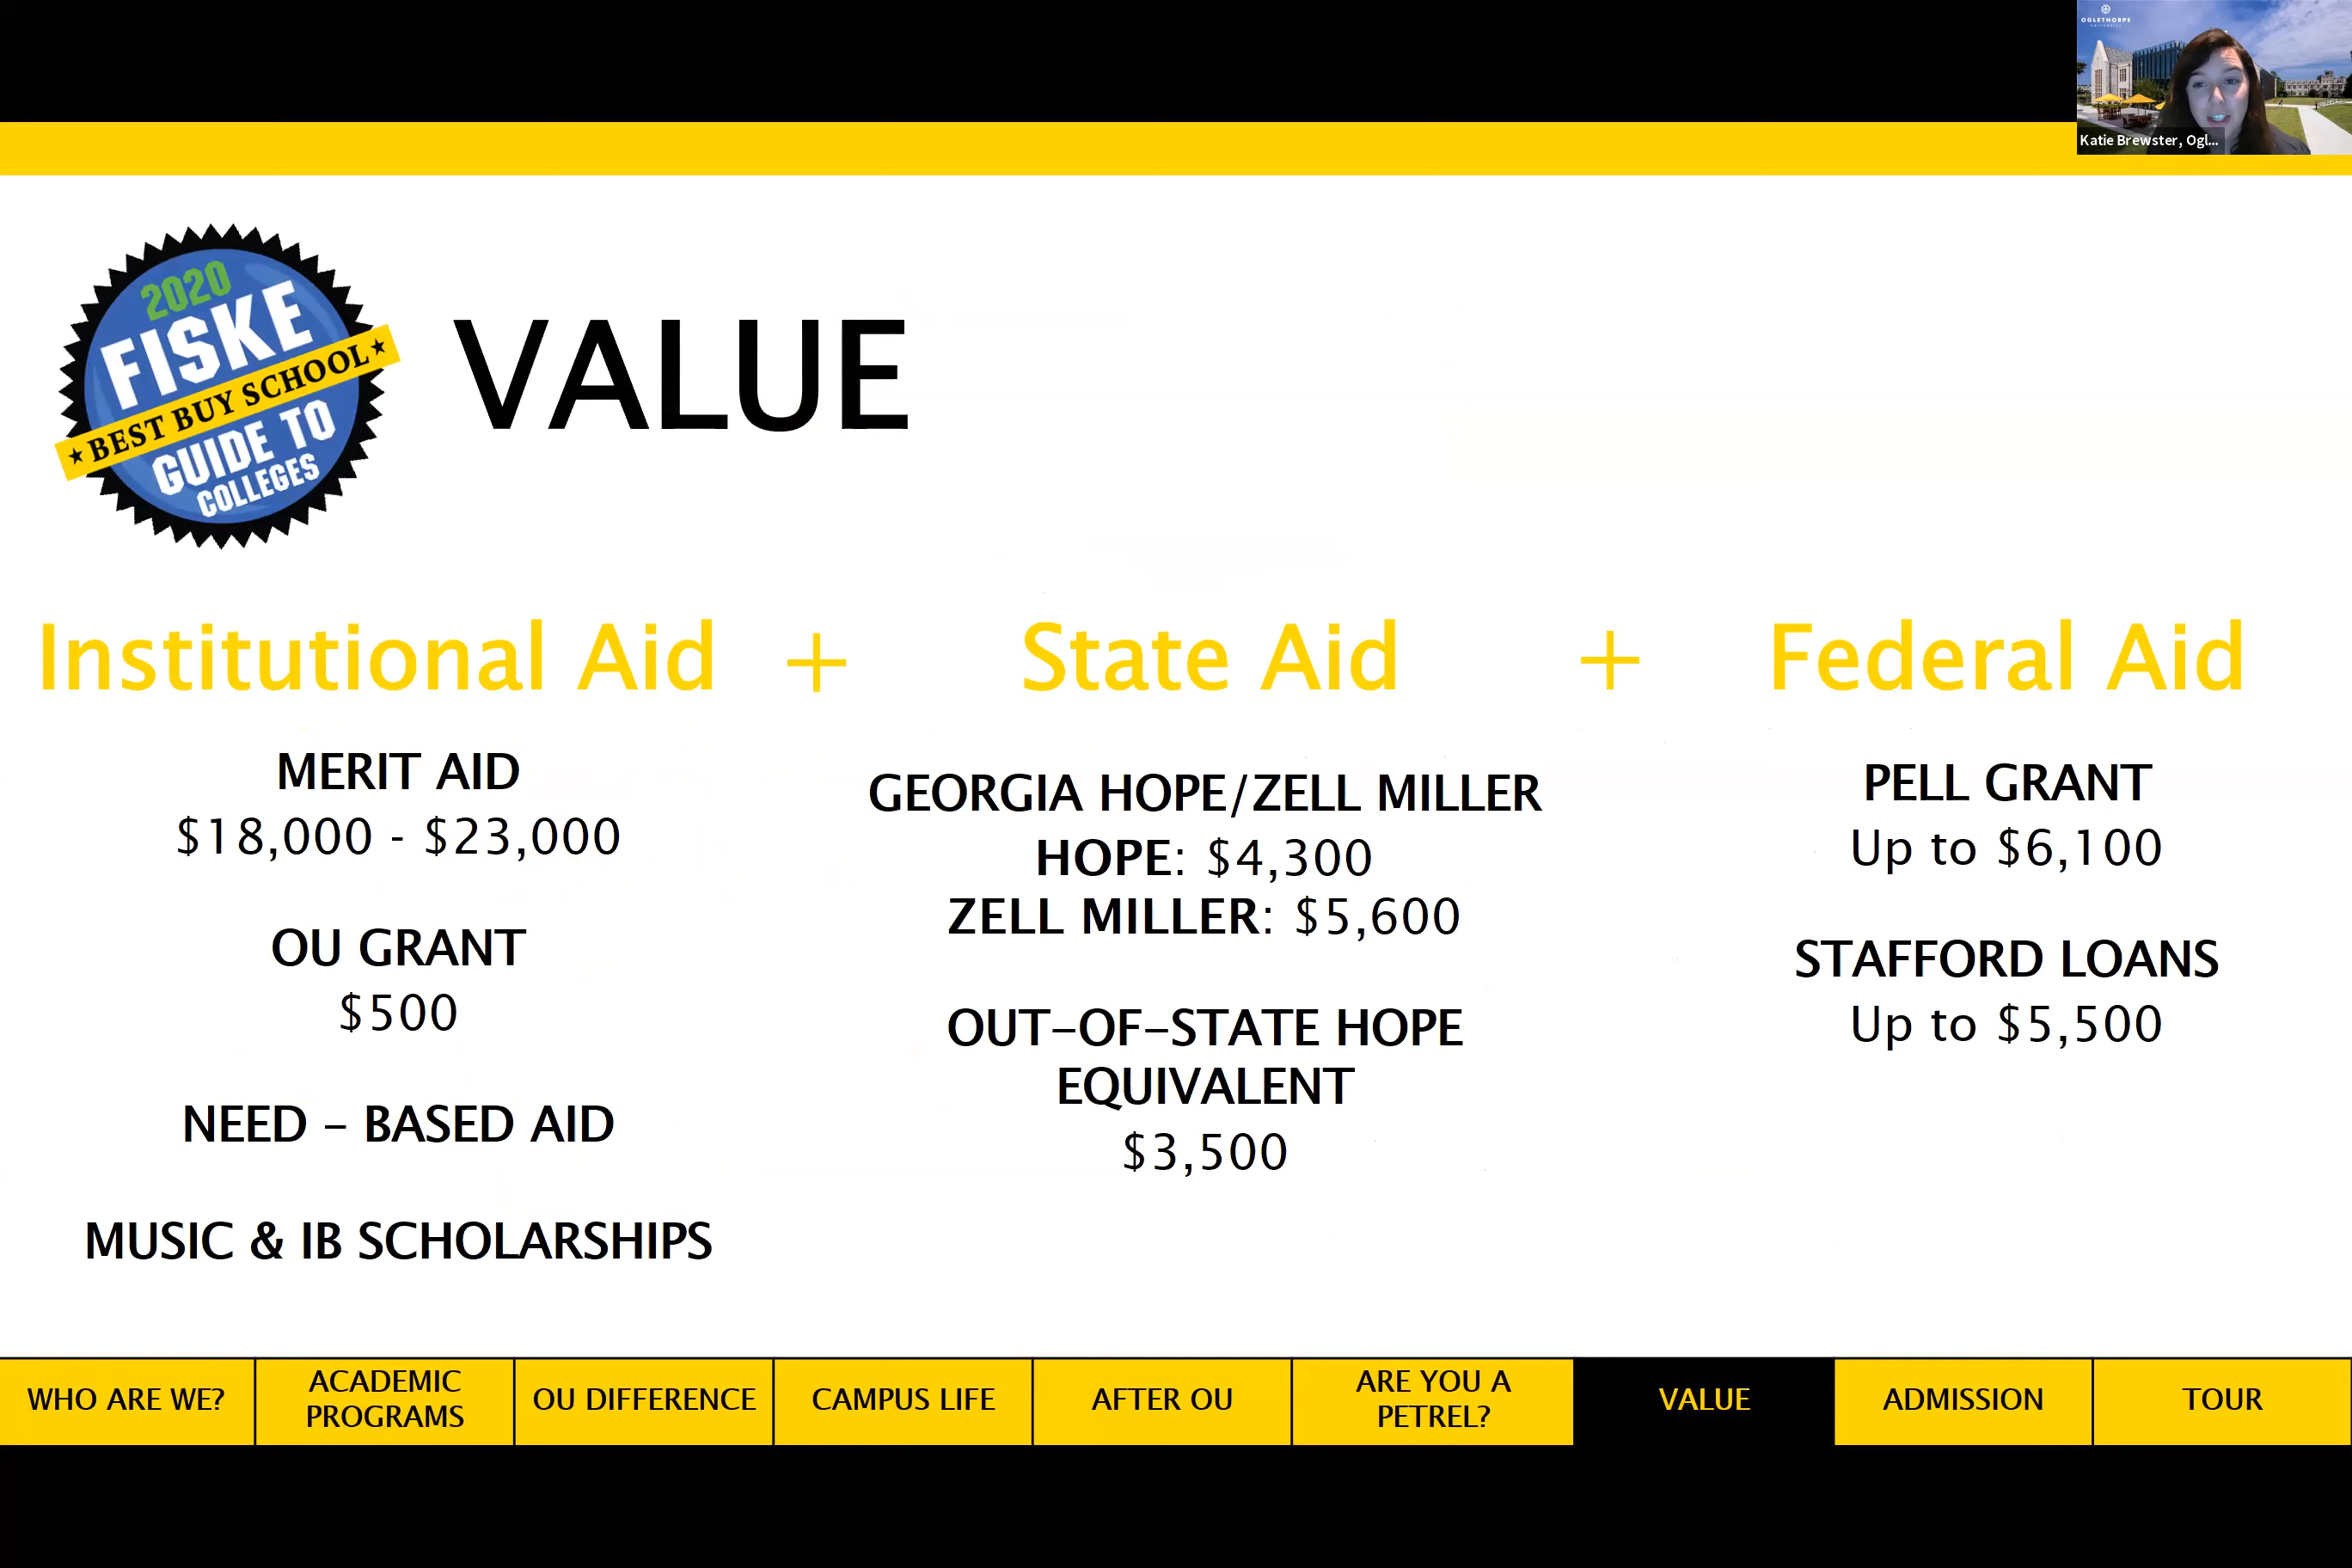 OGLETHORPE
UNIVERSITY
Katie Brewster, Ogl...
2020
FISKE
★ BEST BUY SCHOOL ★
GUIDE TO
COLLEGES
VALUE
Institutional Aid + State Aid + Federal Aid
MERIT AID
$18,000 - $23,000
OU GRANT
$500
NEED – BASED AID
MUSIC & IB SCHOLARSHIPS
GEORGIA HOPE/ZELL MILLER
HOPE: $4,300
ZELL MILLER: $5,600
OUT–OF–STATE HOPE
EQUIVALENT
$3,500
PELL GRANT
Up to $6,100
STAFFORD LOANS
Up to $5,500
WHO ARE WE?
ACADEMIC
PROGRAMS
OU DIFFERENCE
CAMPUS LIFE
AFTER OU
ARE YOU A
PETREL?
VALUE
ADMISSION
TOUR